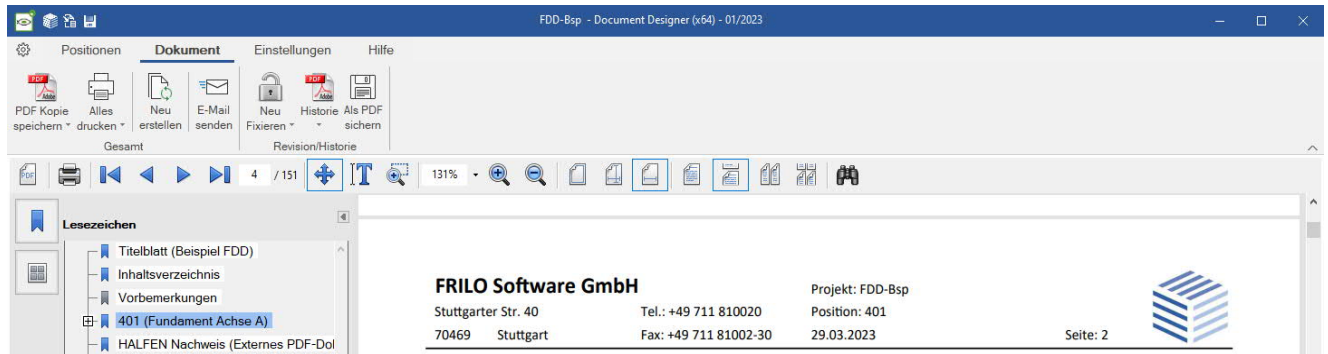 FDD-Bsp - Document Designer (x64) - 01/2023
Positionen Dokument Einstellungen Hilfe
PDF Kopie speichern
Alles drucken
Neu erstellen
E-Mail senden
Neu Fixieren
Historie
Als PDF sichern
Gesamt
Revision/Historie
4 / 151
131%
Lesezeichen
Titelblatt (Beispiel FDD)
Inhaltsverzeichnis
Vorbemerkungen
401 (Fundament Achse A)
HALFEN Nachweis (Externes PDF-Dol
FRILO Software GmbH
Stuttgarter Str. 40 Tel.: +49 711 810020
70469 Stuttgart Fax: +49 711 81002-30
Projekt: FDD-Bsp
Position: 401
29.03.2023 Seite: 2